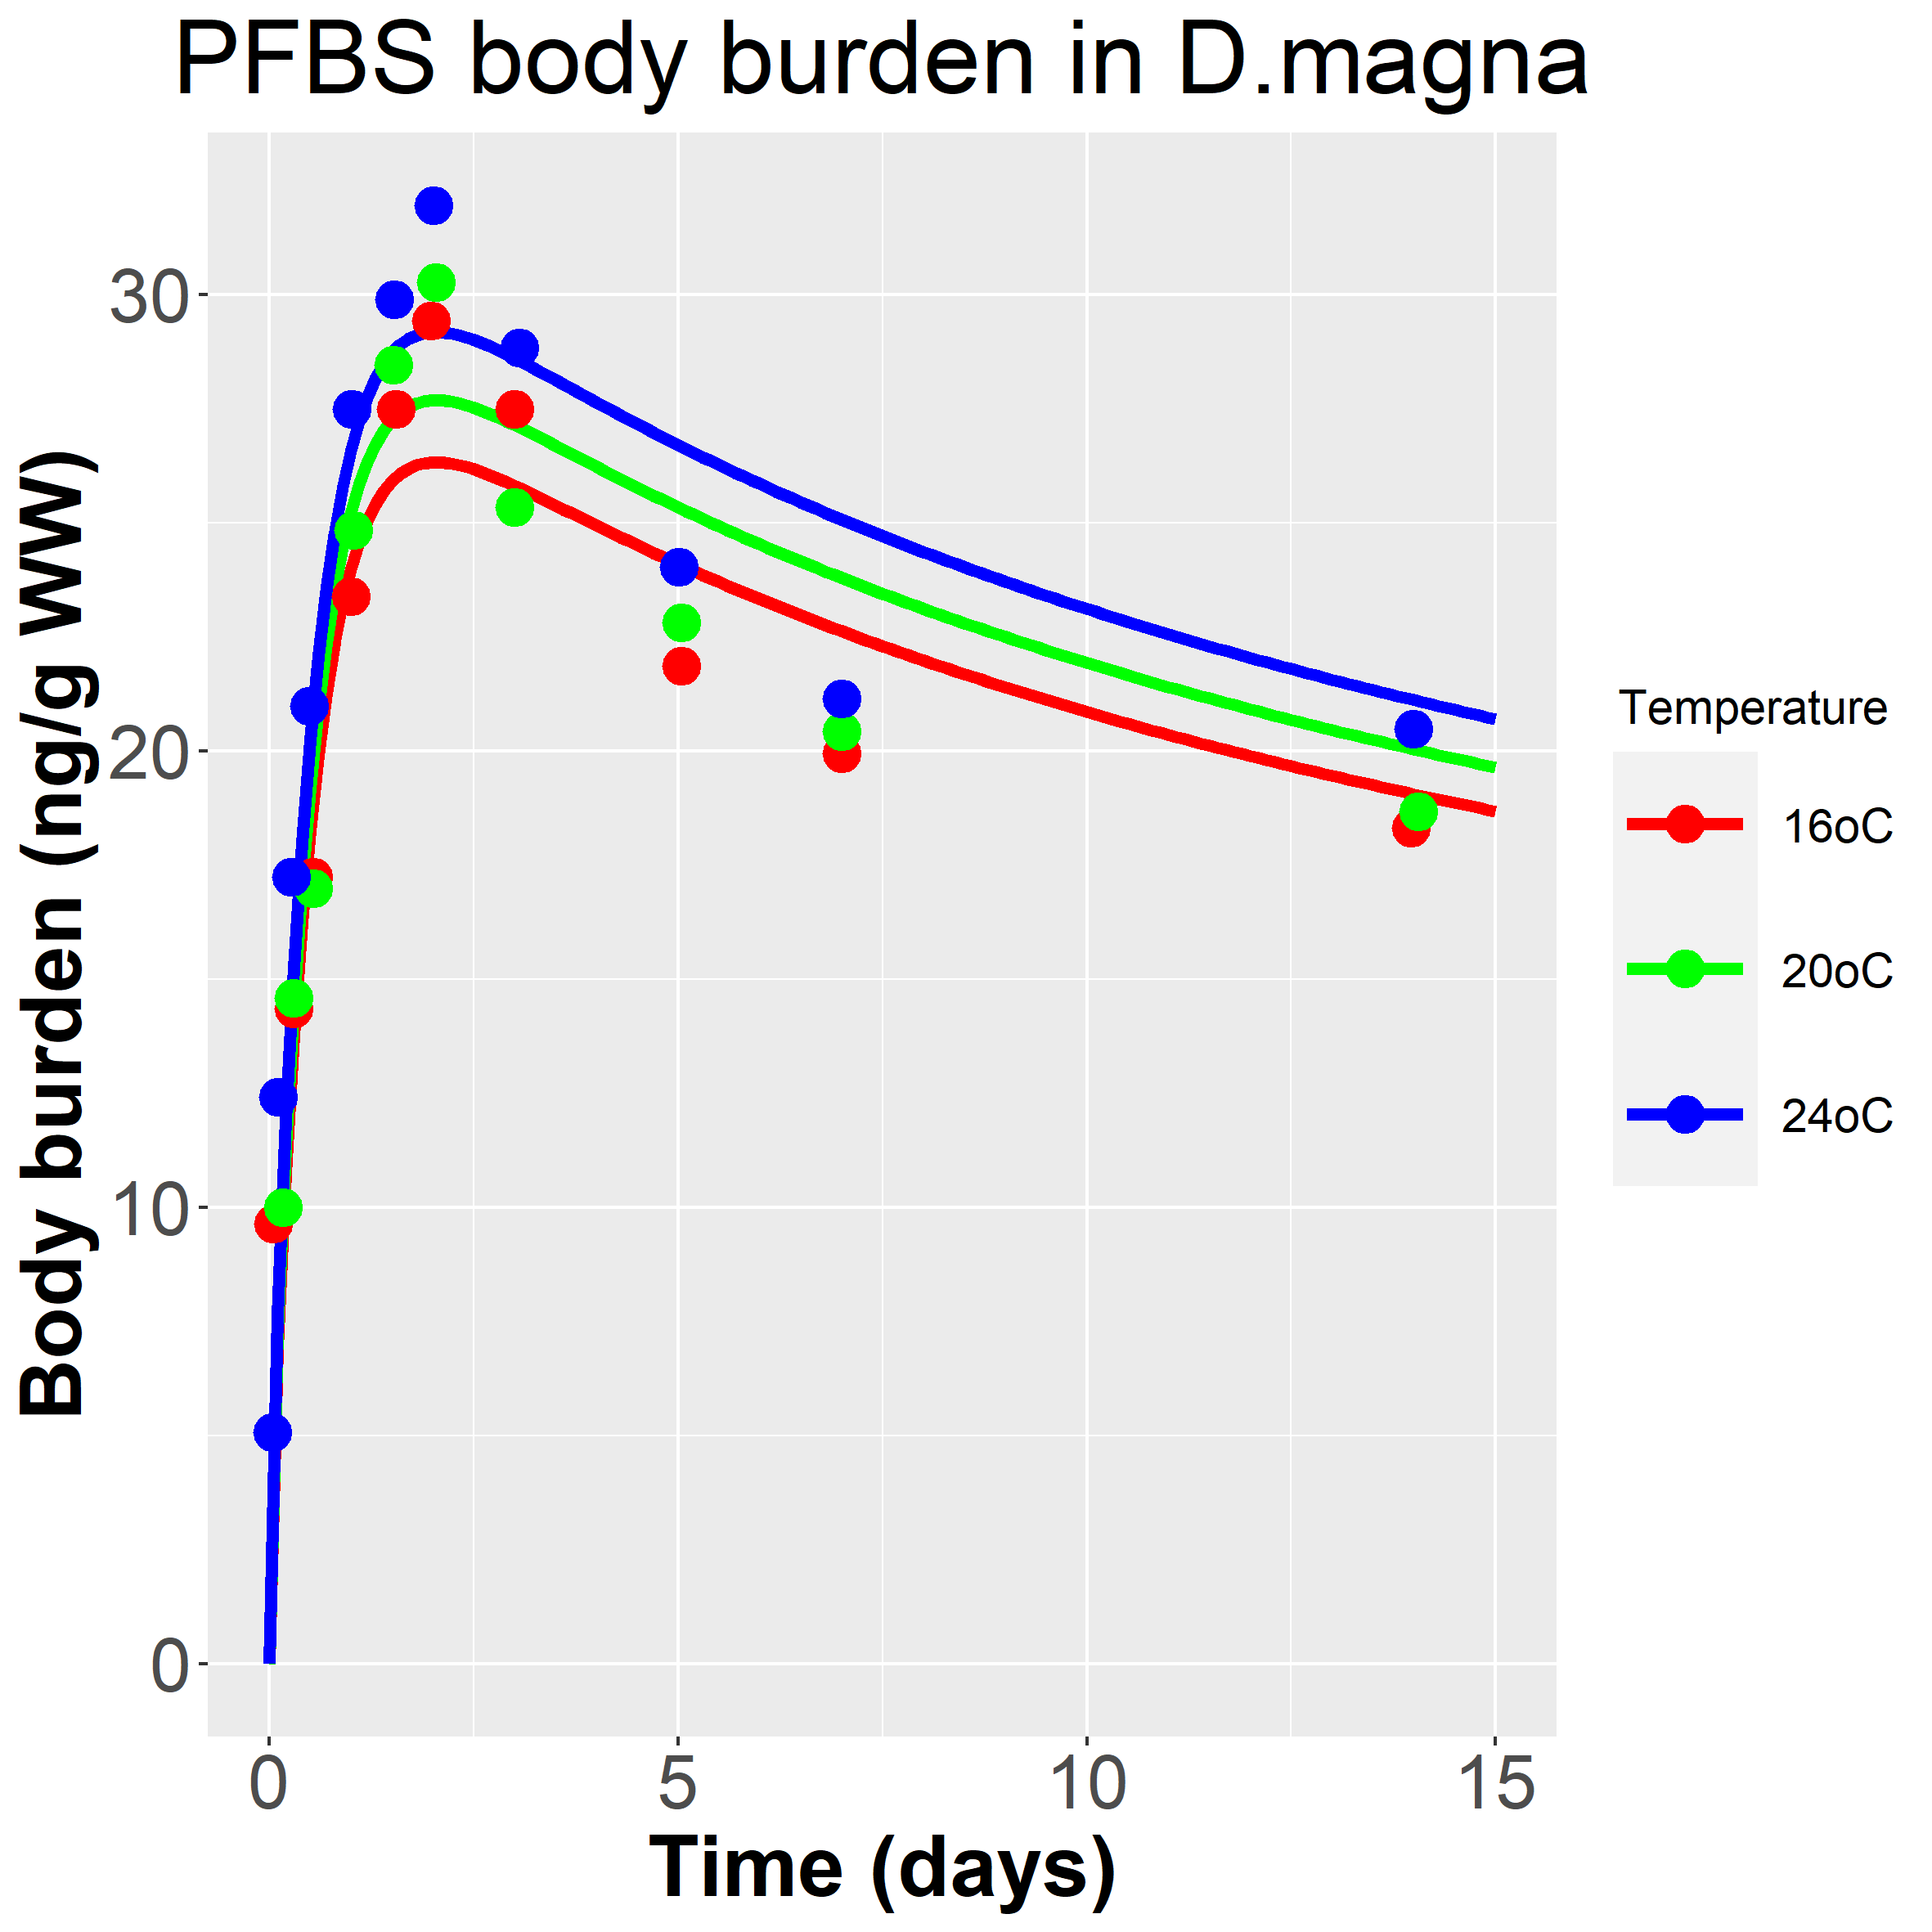 PFBS body burden in D.magna
Body burden (ng/g WW)
30
20
10
0
0
5
10
15
Time (days)
Temperature
16oC
20oC
24oC